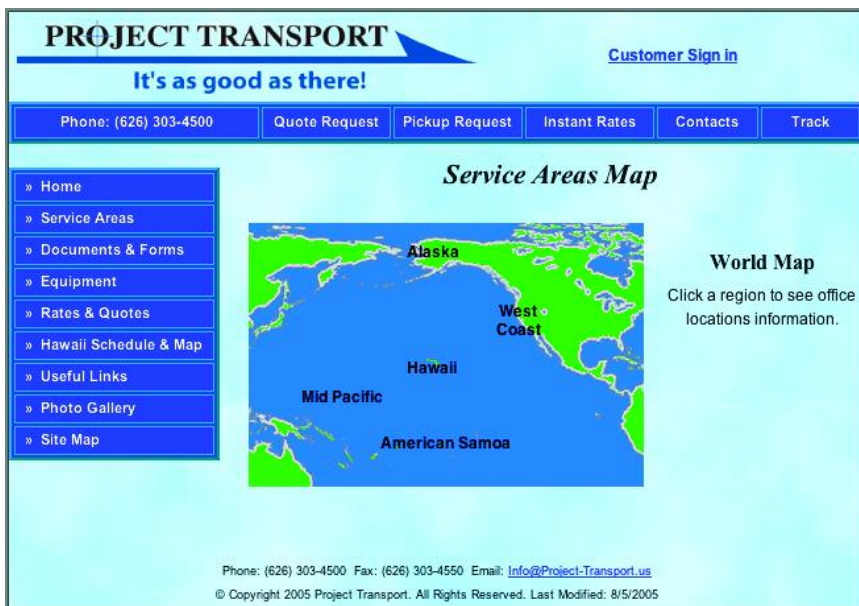 PROJECT TRANSPORT
It's as good as there!
Customer Sign in
Phone: (626) 303-4500 Quote Request Pickup Request Instant Rates Contacts Track
Service Areas Map
» Home
» Service Areas
» Documents & Forms
» Equipment
» Rates & Quotes
» Hawaii Schedule & Map
» Useful Links
» Photo Gallery
» Site Map
Alaska
West
Coast
Hawaii
Mid Pacific
American Samoa
World Map
Click a region to see office
locations information.
Phone: (626) 303-4500 Fax: (626) 303-4550 Email: Info@Project-Transport.us
© Copyright 2005 Project Transport. All Rights Reserved. Last Modified: 8/5/2005